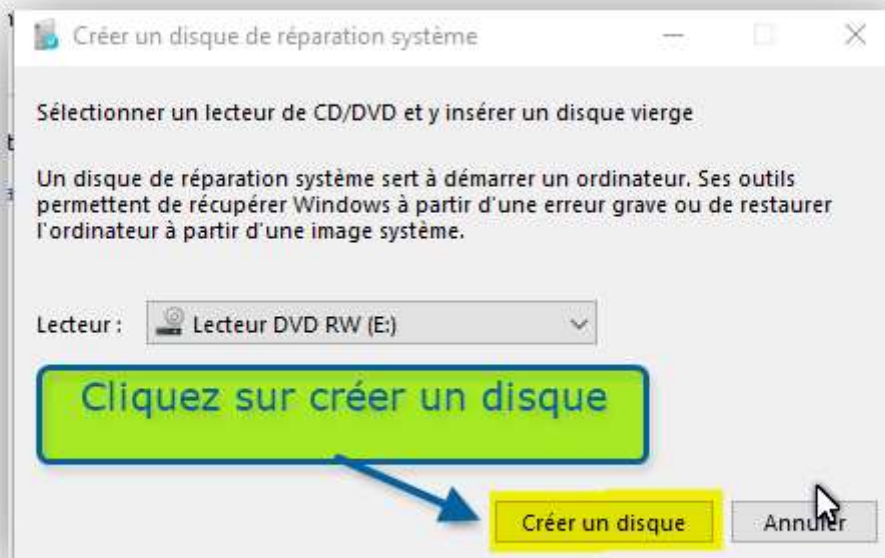 Créer un disque de réparation système
Sélectionner un lecteur de CD/DVD et y insérer un disque vierge
Un disque de réparation système sert à démarrer un ordinateur. Ses outils
permettent de récupérer Windows à partir d'une erreur grave ou de restaurer
l'ordinateur à partir d'une image système.
Lecteur : Lecteur DVD RW (E:)
Cliquez sur créer un disque
Créer un disque Annuler